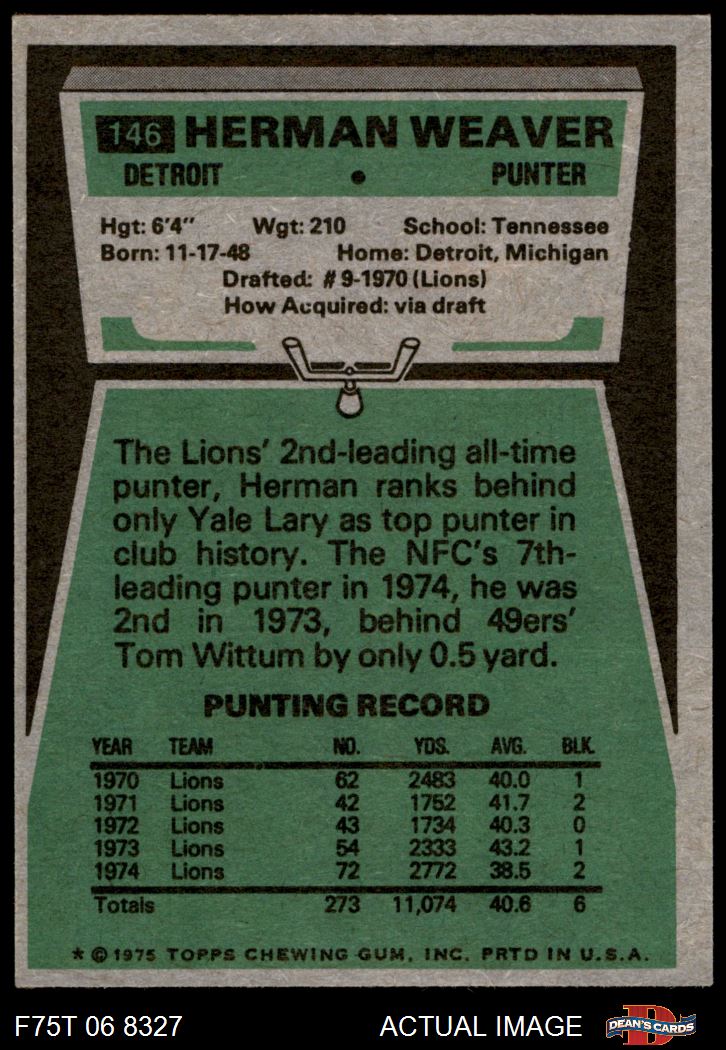 146 HERMAN WEAVER
DETROIT • PUNTER
Hgt: 6'4" Wgt: 210 School: Tennessee
Born: 11-17-48 Home: Detroit, Michigan
Drafted: #9-1970 (Lions)
How Acquired: via draft
The Lions' 2nd-leading all-time
punter, Herman ranks behind
only Yale Lary as top punter in
club history. The NFC's 7th-
leading punter in 1974, he was
2nd in 1973, behind 49ers'
Tom Wittum by only 0.5 yard.
PUNTING RECORD
YEAR TEAM NO. YDS. AVG. BLK.
1970 Lions 62 2483 40.0 1
1971 Lions 42 1752 41.7 2
1972 Lions 43 1734 40.3 0
1973 Lions 54 2333 43.2 1
1974 Lions 72 2772 38.5 2
Totals 273 11,074 40.6 6
* © 1975 TOPPS CHEWING GUM, INC. PRTD IN U.S.A.
F75T 06 8327 ACTUAL IMAGE D DEAN'S CARDS